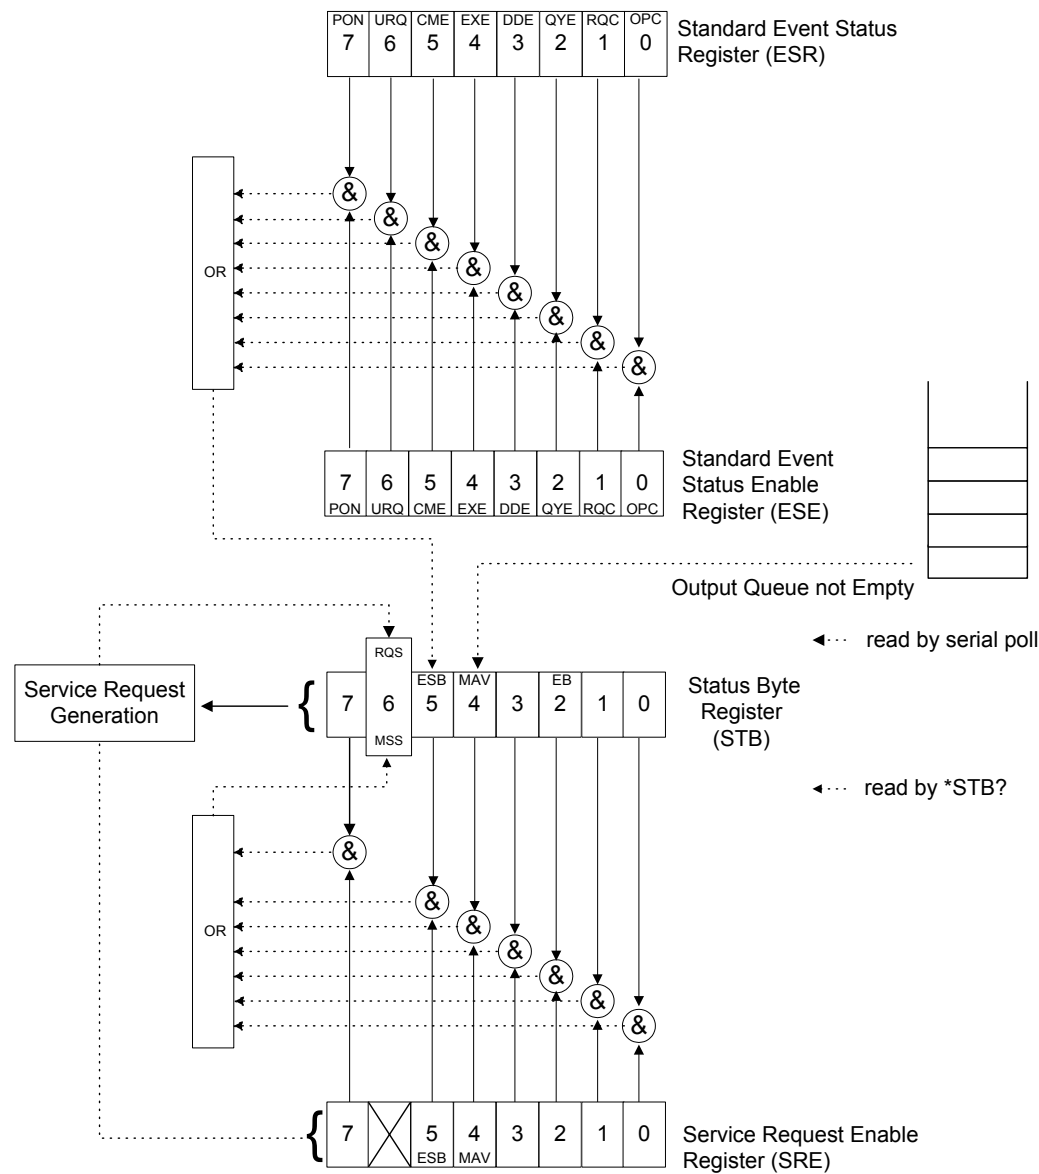 PON URQ CME EXE DDE QYE RQC OPC
7 6 5 4 3 2 1 0
Standard Event Status
Register (ESR)
&
&
&
&
&
&
&
&
OR
7 6 5 4 3 2 1 0
PON URQ CME EXE DDE QYE RQC OPC
Standard Event
Status Enable
Register (ESE)
Output Queue not Empty
read by serial poll
RQS
ESB MAV EB
7 6 5 4 3 2 1 0
MSS
{
Service Request
Generation
Status Byte
Register
(STB)
read by *STB?
&
&
&
&
&
&
&
OR
{
7 5 4 3 2 1 0
ESB MAV
Service Request Enable
Register (SRE)